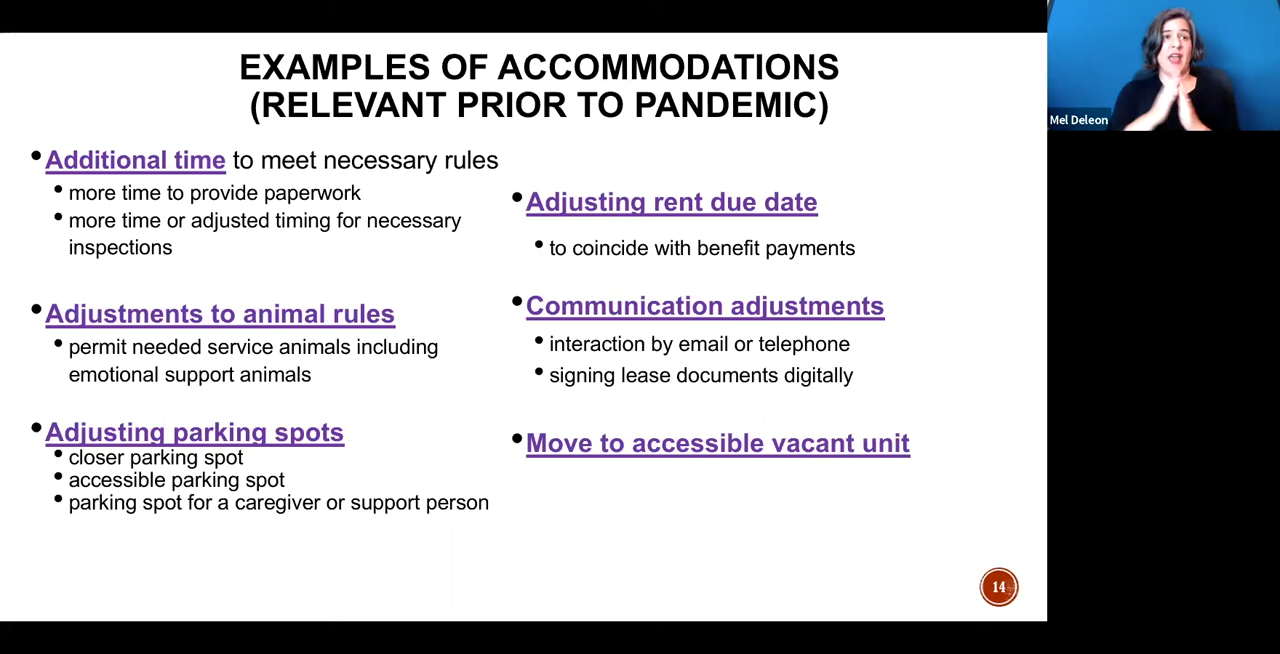 EXAMPLES OF ACCOMMODATIONS
(RELEVANT PRIOR TO PANDEMIC)
•Additional time to meet necessary rules
• more time to provide paperwork
• more time or adjusted timing for necessary
inspections
•Adjustments to animal rules
• permit needed service animals including
emotional support animals
•Adjusting parking spots
• closer parking spot
• accessible parking spot
• parking spot for a caregiver or support person
•Adjusting rent due date
• to coincide with benefit payments
•Communication adjustments
• interaction by email or telephone
• signing lease documents digitally
•Move to accessible vacant unit
14
Mel Deleon